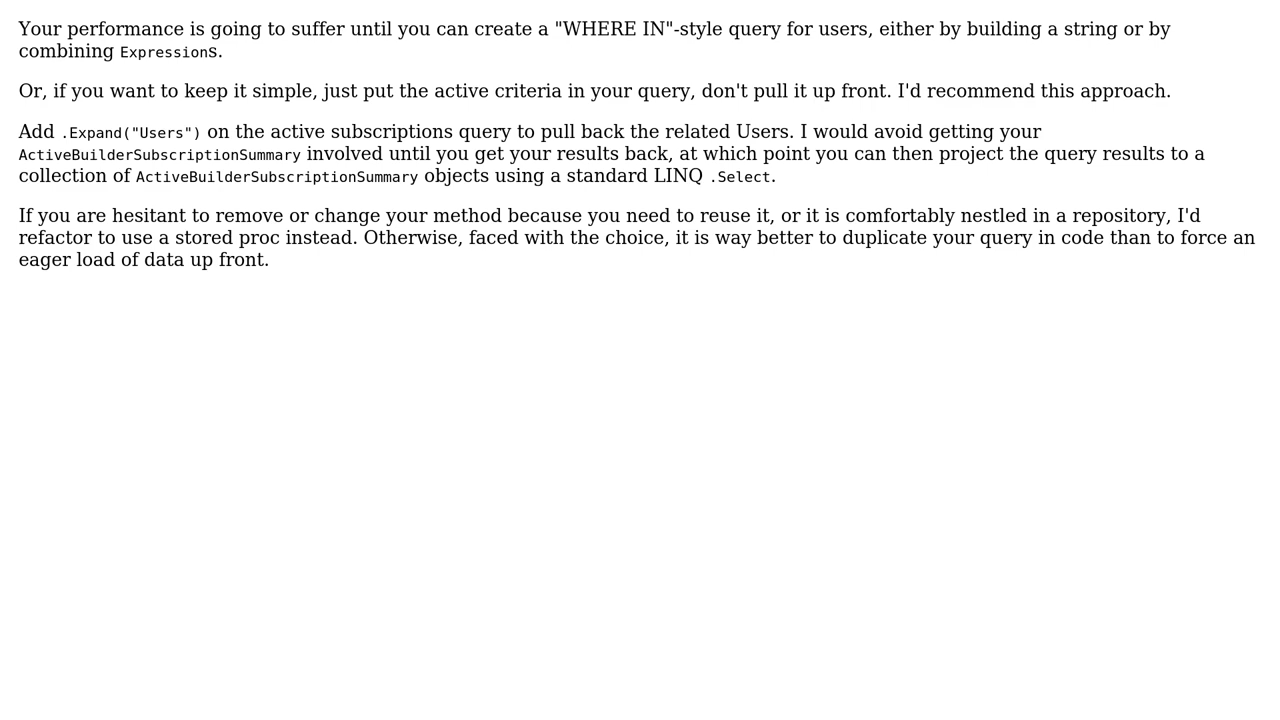 Your performance is going to suffer until you can create a "WHERE IN"-style query for users, either by building a string or by
combining Expressions.
Or, if you want to keep it simple, just put the active criteria in your query, don't pull it up front. I'd recommend this approach.
Add .Expand("Users") on the active subscriptions query to pull back the related Users. I would avoid getting your
ActiveBuilderSubscriptionSummary involved until you get your results back, at which point you can then project the query results to a
collection of ActiveBuilderSubscriptionSummary objects using a standard LINQ .Select.
If you are hesitant to remove or change your method because you need to reuse it, or it is comfortably nestled in a repository, I'd
refactor to use a stored proc instead. Otherwise, faced with the choice, it is way better to duplicate your query in code than to force an
eager load of data up front.